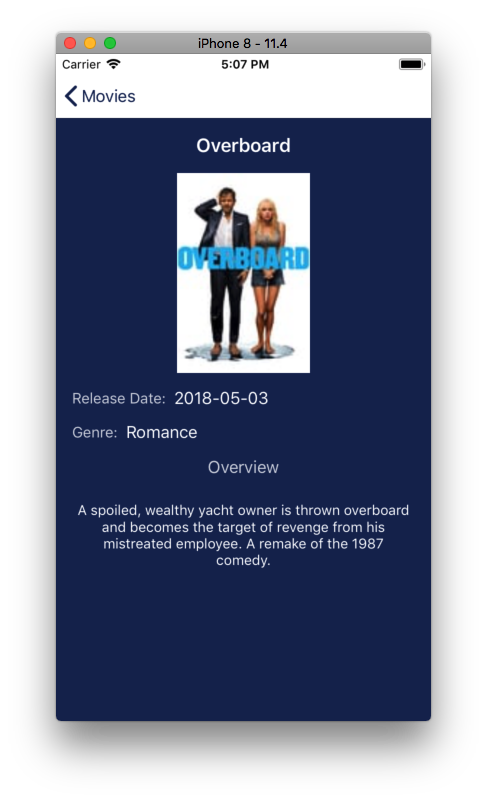 iPhone 8 - 11.4
Carrier 5:07 PM
Movies
Overboard
OVERBOARD
Release Date: 2018-05-03
Genre: Romance
Overview
A spoiled, wealthy yacht owner is thrown overboard
and becomes the target of revenge from his
mistreated employee. A remake of the 1987
comedy.